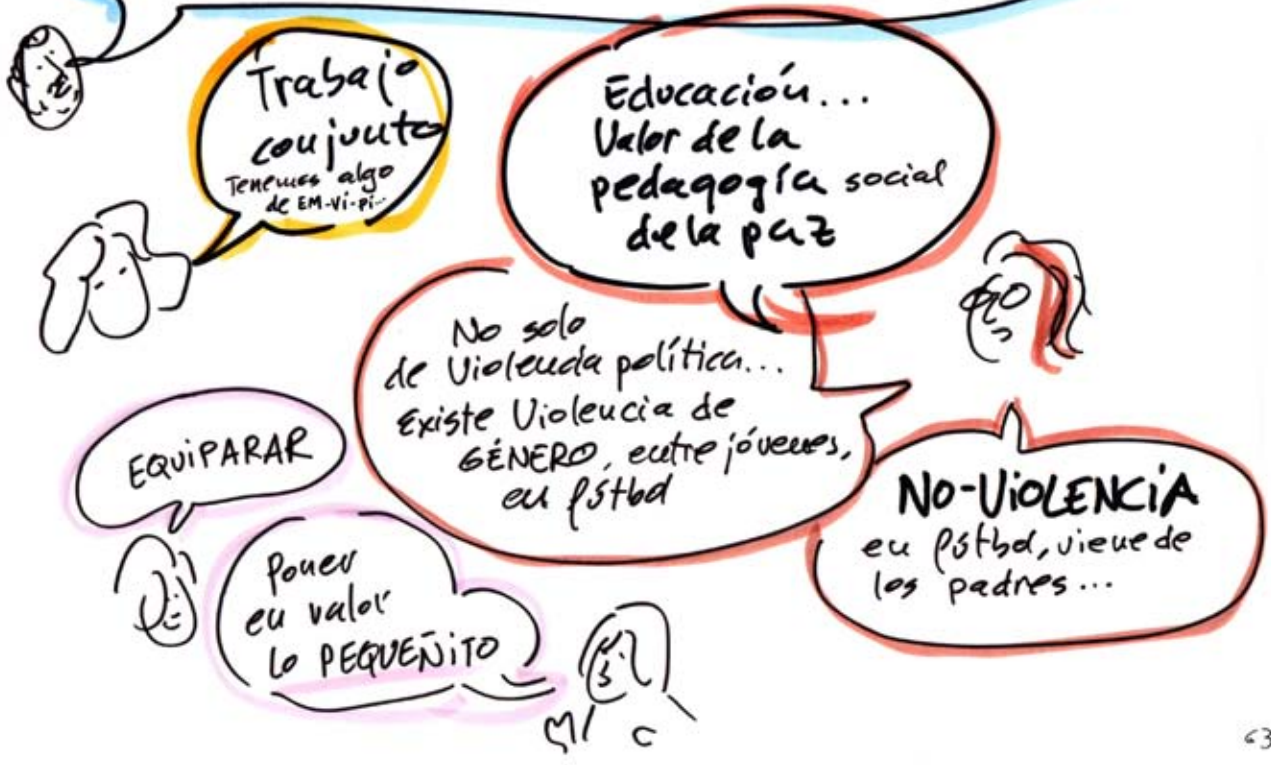 Trabajo
conjunto
Tenemos algo
de EM-Vi-Pi-
Educación...
Valor de la
pedagogía social
de la paz
No solo
de Violencia política...
Existe Violencia de
GÉNERO, entre jóvenes,
en fútbol
EQUIPARAR
Poner
en valor
lo PEQUEÑITO
NO-VIOLENCIA
en fútbol, viene de
los padres...
63